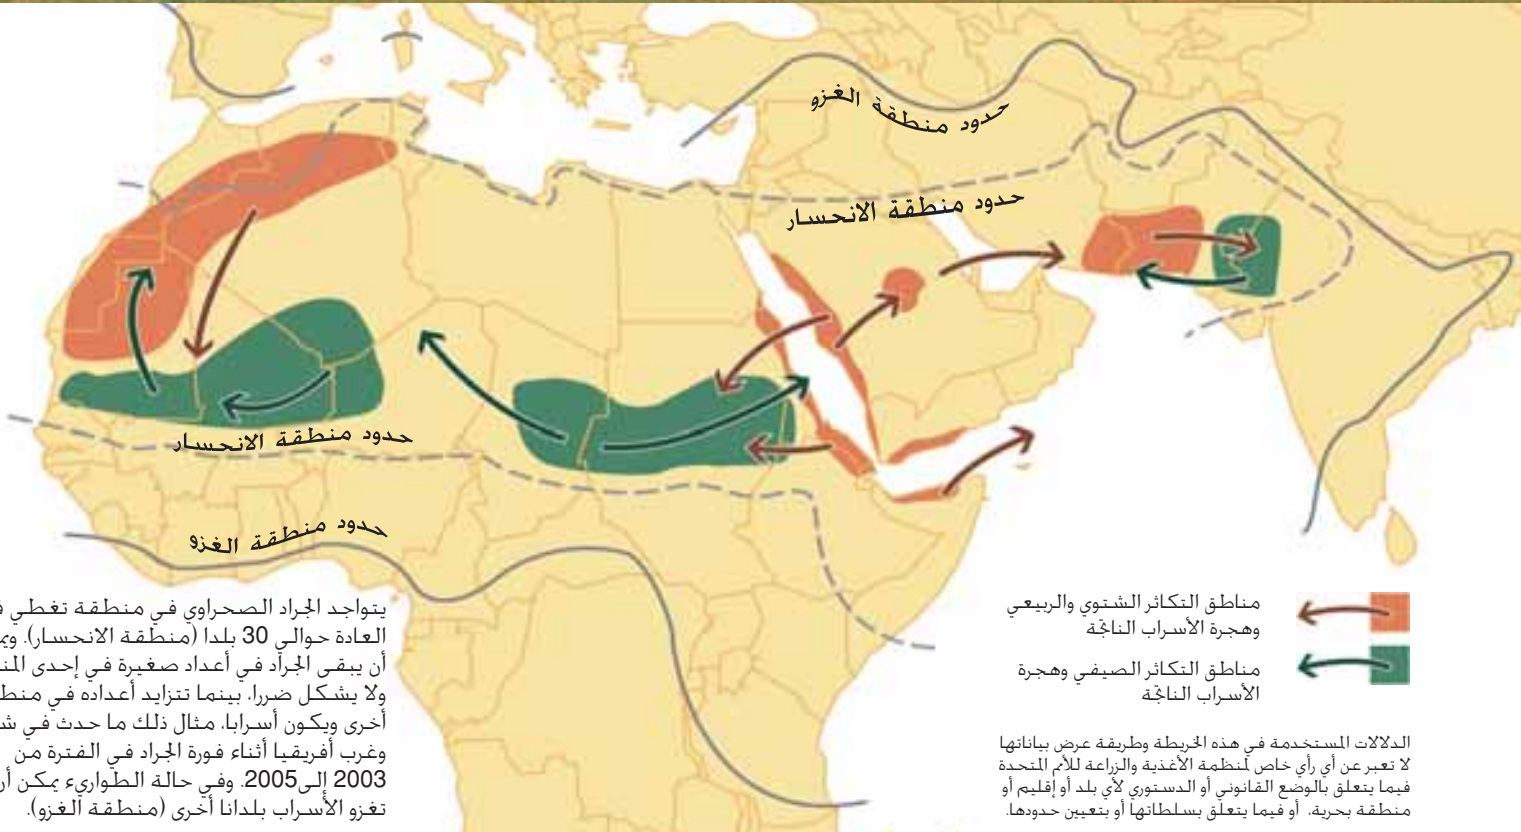 حدود منطقة الغزو
حدود منطقة الانحسار
حدود منطقة الانحسار
حدود منطقة الغزو
مناطق التكاثر الشتوي والربيعي
وهجرة الأسراب الناتجة
مناطق التكاثر الصيفي وهجرة
الأسراب الناتجة
الدلالات المستخدمة في هذه الخريطة وطريقة عرض بياناتها
لا تعبر عن أي رأي خاص لمنظمة الأغذية والزراعة للأمم المتحدة
فيما يتعلق بالوضع القانوني أو الدستوري لأي بلد أو إقليم أو
منطقة بحرية، أو فيما يتعلق بسلطاتها أو بتعيين حدودها.
يتواجد الجراد الصحراوي في منطقة تغطي
العادة حوالي 30 بلدا (منطقة الانحسار).
أن يبقى الجراد في أعداد صغيرة في إحدى
ولا يشكل ضررا، بينما تتزايد أعداده في
أخرى ويكون أسرابا، مثال ذلك ما حدث في
وغرب أفريقيا أثناء فورة الجراد في الفترة من
2003 إلى2005. وفي حالة الطواريء يمكن
تغزو الأسراب بلدانا أخرى (منطقة الغزو).